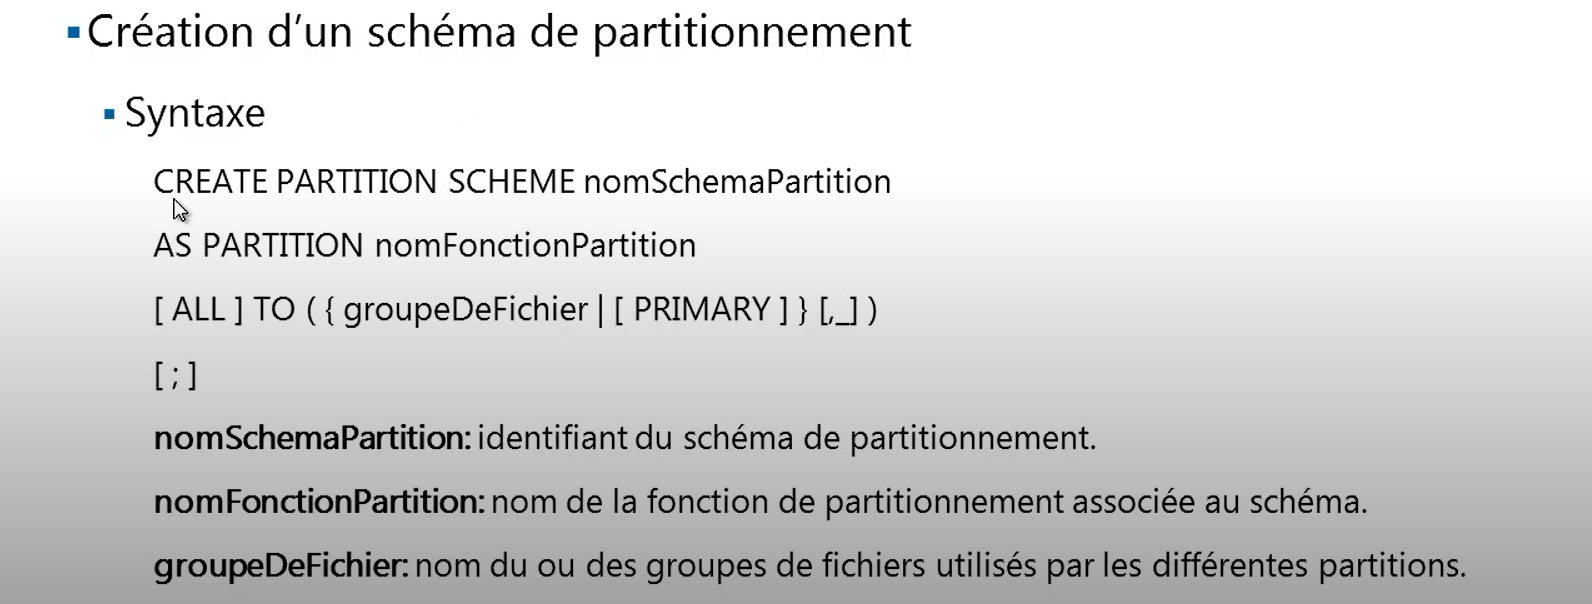 Création d'un schéma de partitionnement
Syntaxe
CREATE PARTITION SCHEME nomSchemaPartition
AS PARTITION nomFonctionPartition
[ ALL ] TO ( { groupeDeFichier | [ PRIMARY ] } [,_] )
[ ; ]
nomSchemaPartition: identifiant du schéma de partitionnement.
nomFonctionPartition: nom de la fonction de partitionnement associée au schéma.
groupeDeFichier: nom du ou des groupes de fichiers utilisés par les différentes partitions.